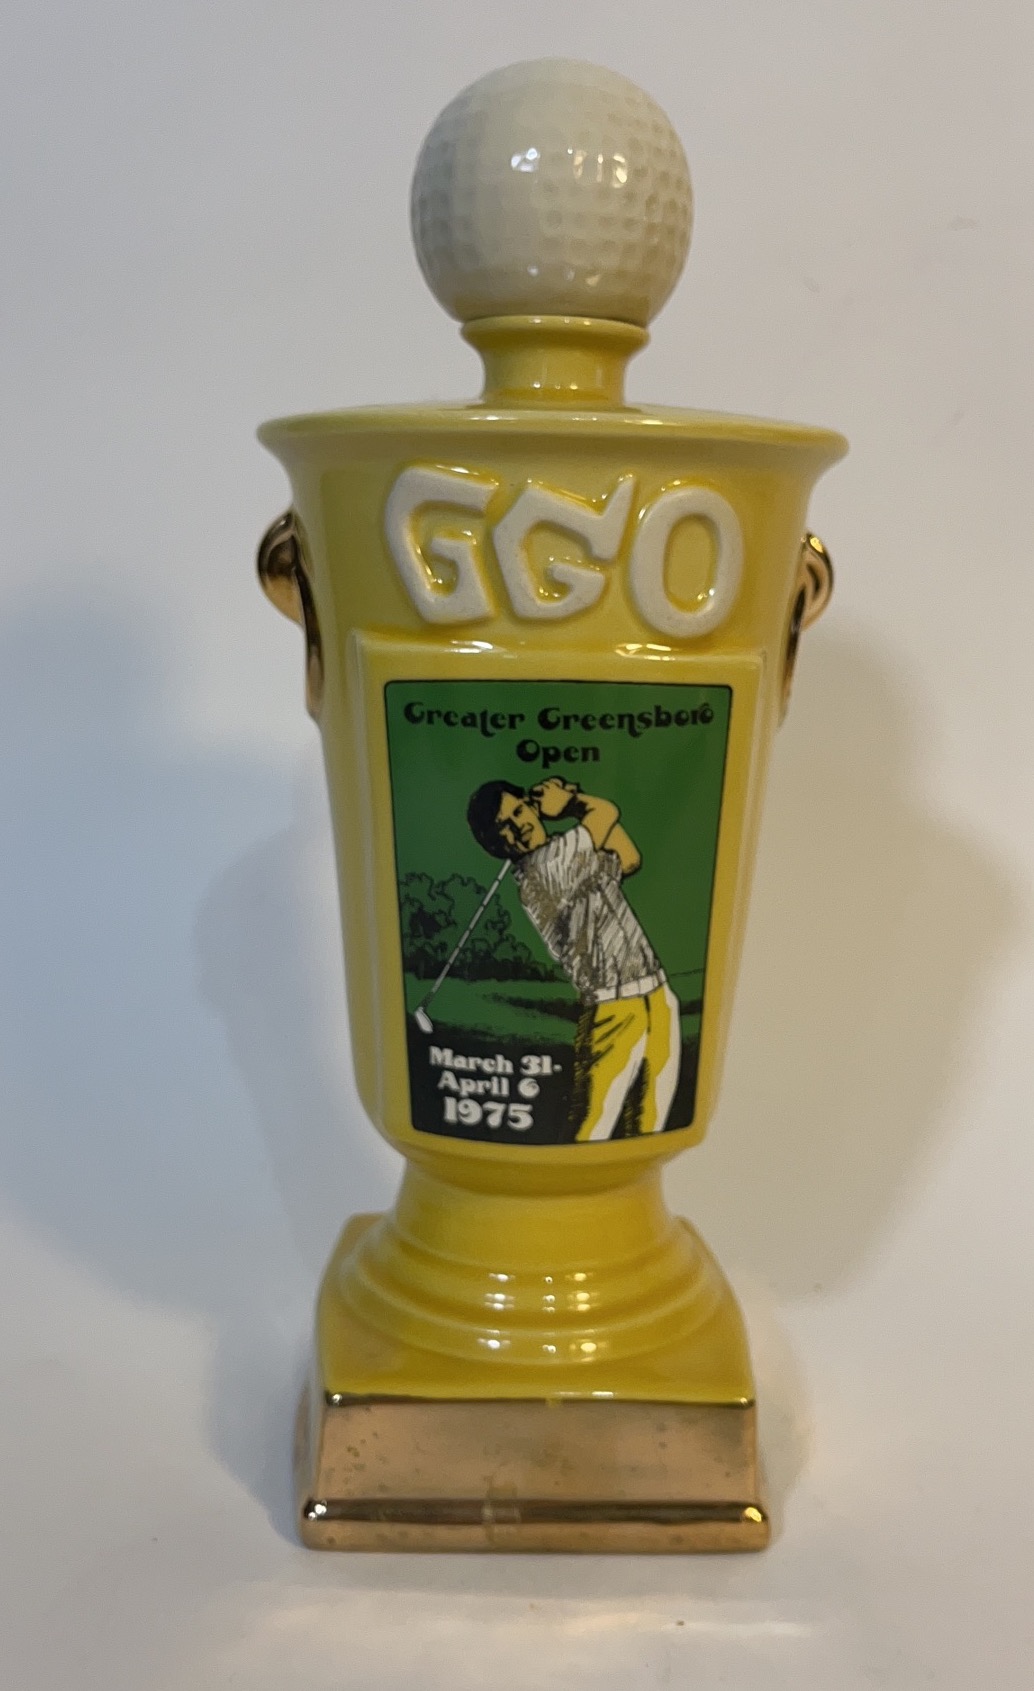 GGO
Greater Greensboro
Open
March 31-
April 6
1975